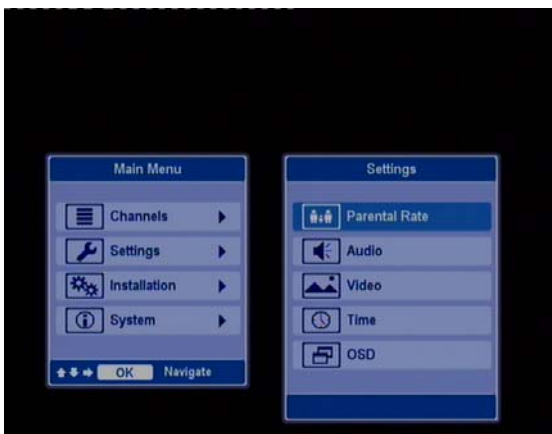 Main Menu
Channels
Settings
Installation
System
OK Navigate
Settings
Parental Rate
Audio
Video
Time
OSD